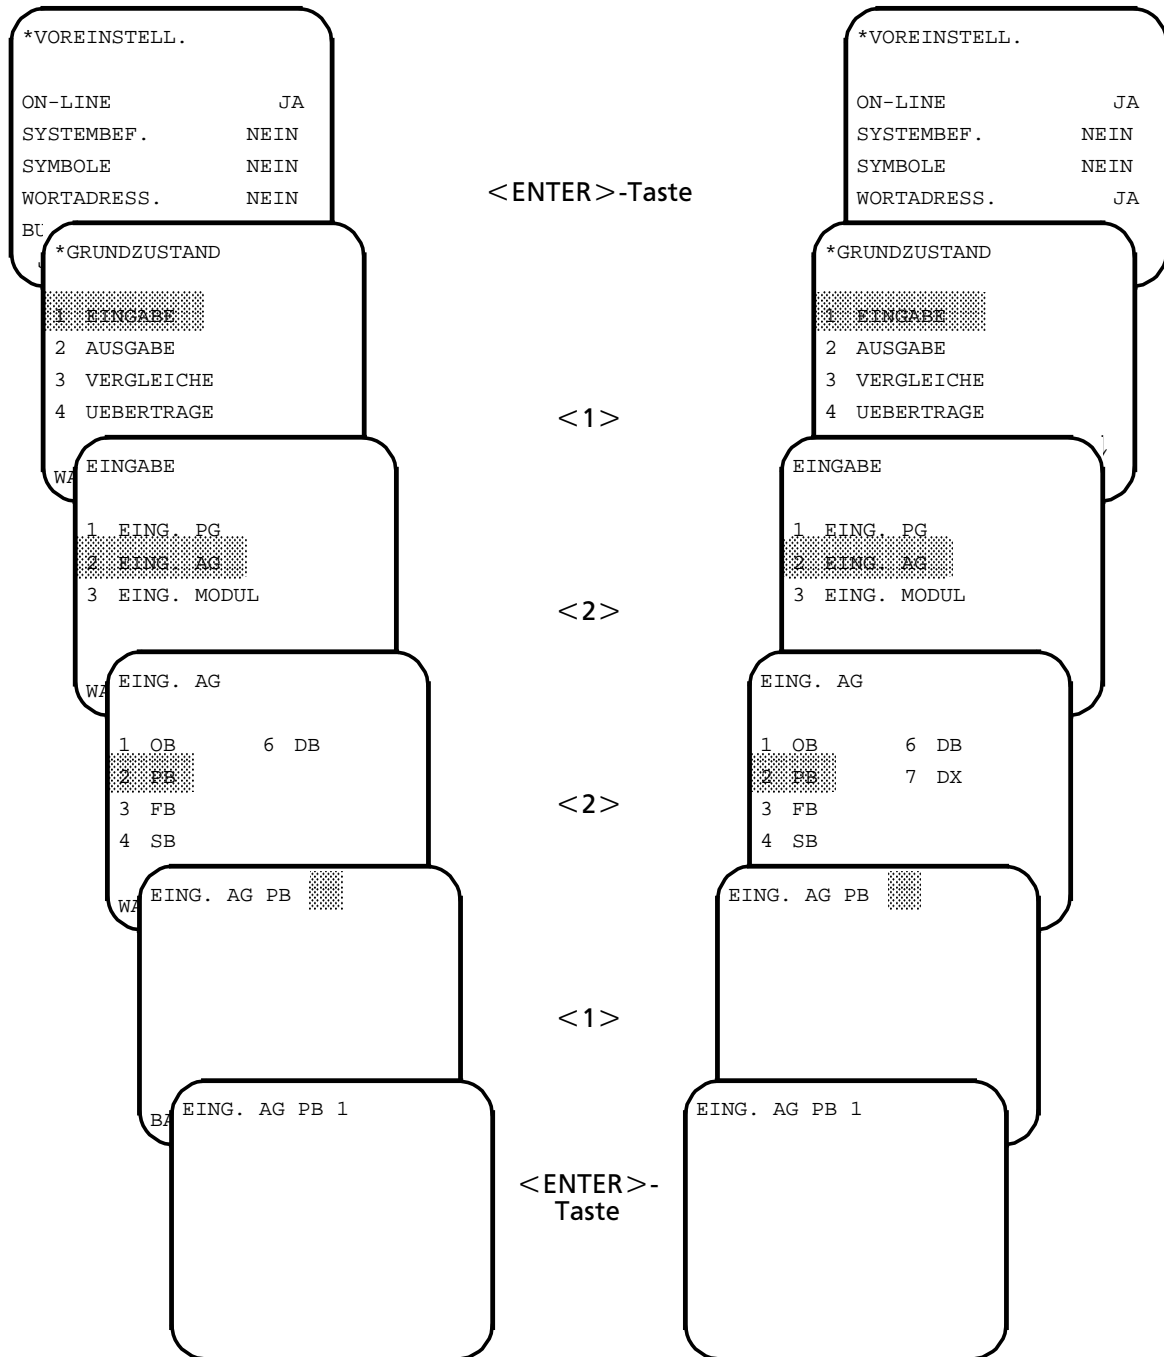 *VOREINSTELL.
ON-LINE JA
SYSTEMBEF. NEIN
SYMBOLE NEIN
WORTADRESS. NEIN
BU
*GRUNDZUSTAND
1 EINGABE
2 AUSGABE
3 VERGLEICHE
4 UEBERTRAGE
WA
EINGABE
1 EING. PG
2 EING. AG
3 EING. MODUL
WA
EING. AG
1 OB 6 DB
2 PB
3 FB
4 SB
WA
EING. AG PB
BA
EING. AG PB 1
<ENTER>-Taste
<1>
<2>
<2>
<1>
<ENTER>-
Taste
*VOREINSTELL.
ON-LINE JA
SYSTEMBEF. NEIN
SYMBOLE NEIN
WORTADRESS. JA
*GRUNDZUSTAND
1 EINGABE
2 AUSGABE
3 VERGLEICHE
4 UEBERTRAGE
EINGABE
1 EING. PG
2 EING. AG
3 EING. MODUL
EING. AG
1 OB 6 DB
2 PB 7 DX
3 FB
4 SB
EING. AG PB
EING. AG PB 1